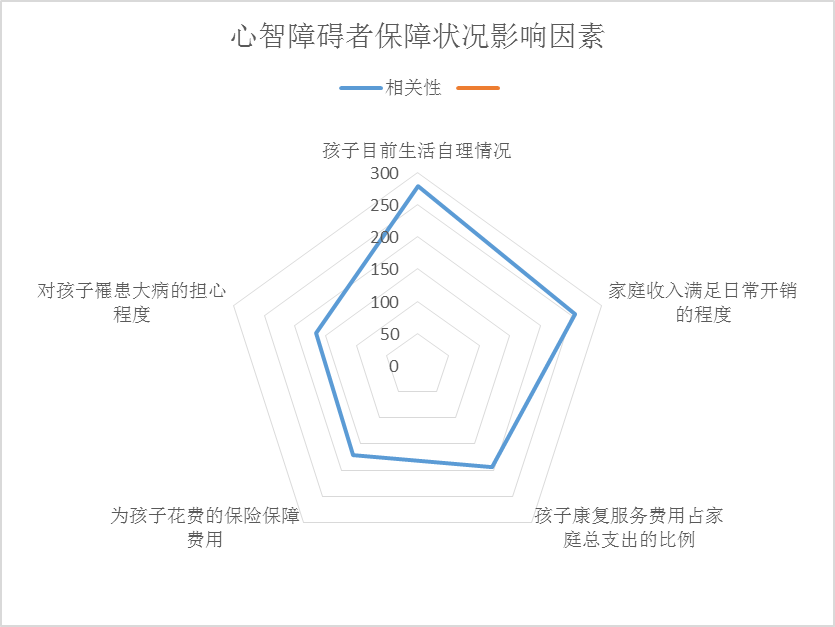 心智障碍者保障状况影响因素
相关性
孩子目前生活自理情况
300
250
200
150
100
50
0
家庭收入满足日常开销
的程度
孩子康复服务费用占家
庭总支出的比例
为孩子花费的保险保障
费用
对孩子罹患大病的担心
程度